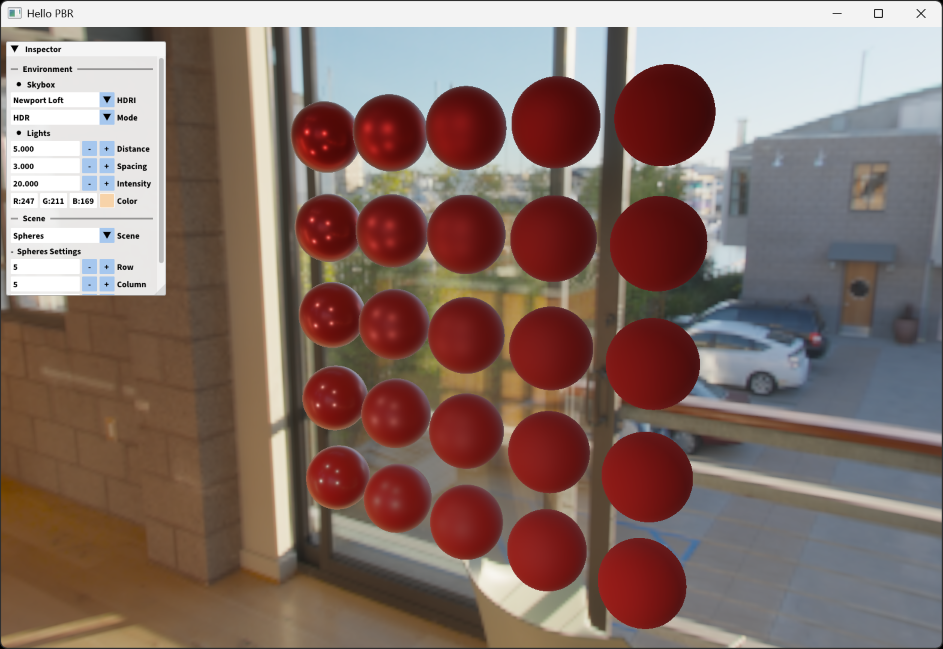 Hello PBR
Inspector
Environment
Skybox
Newport Loft HDRI
HDR Mode
Lights
5.000 - + Distance
3.000 - + Spacing
20.000 - + Intensity
R:247 G:211 B:169 Color
Scene
Spheres Scene
Spheres Settings
5 - + Row
5 - + Column